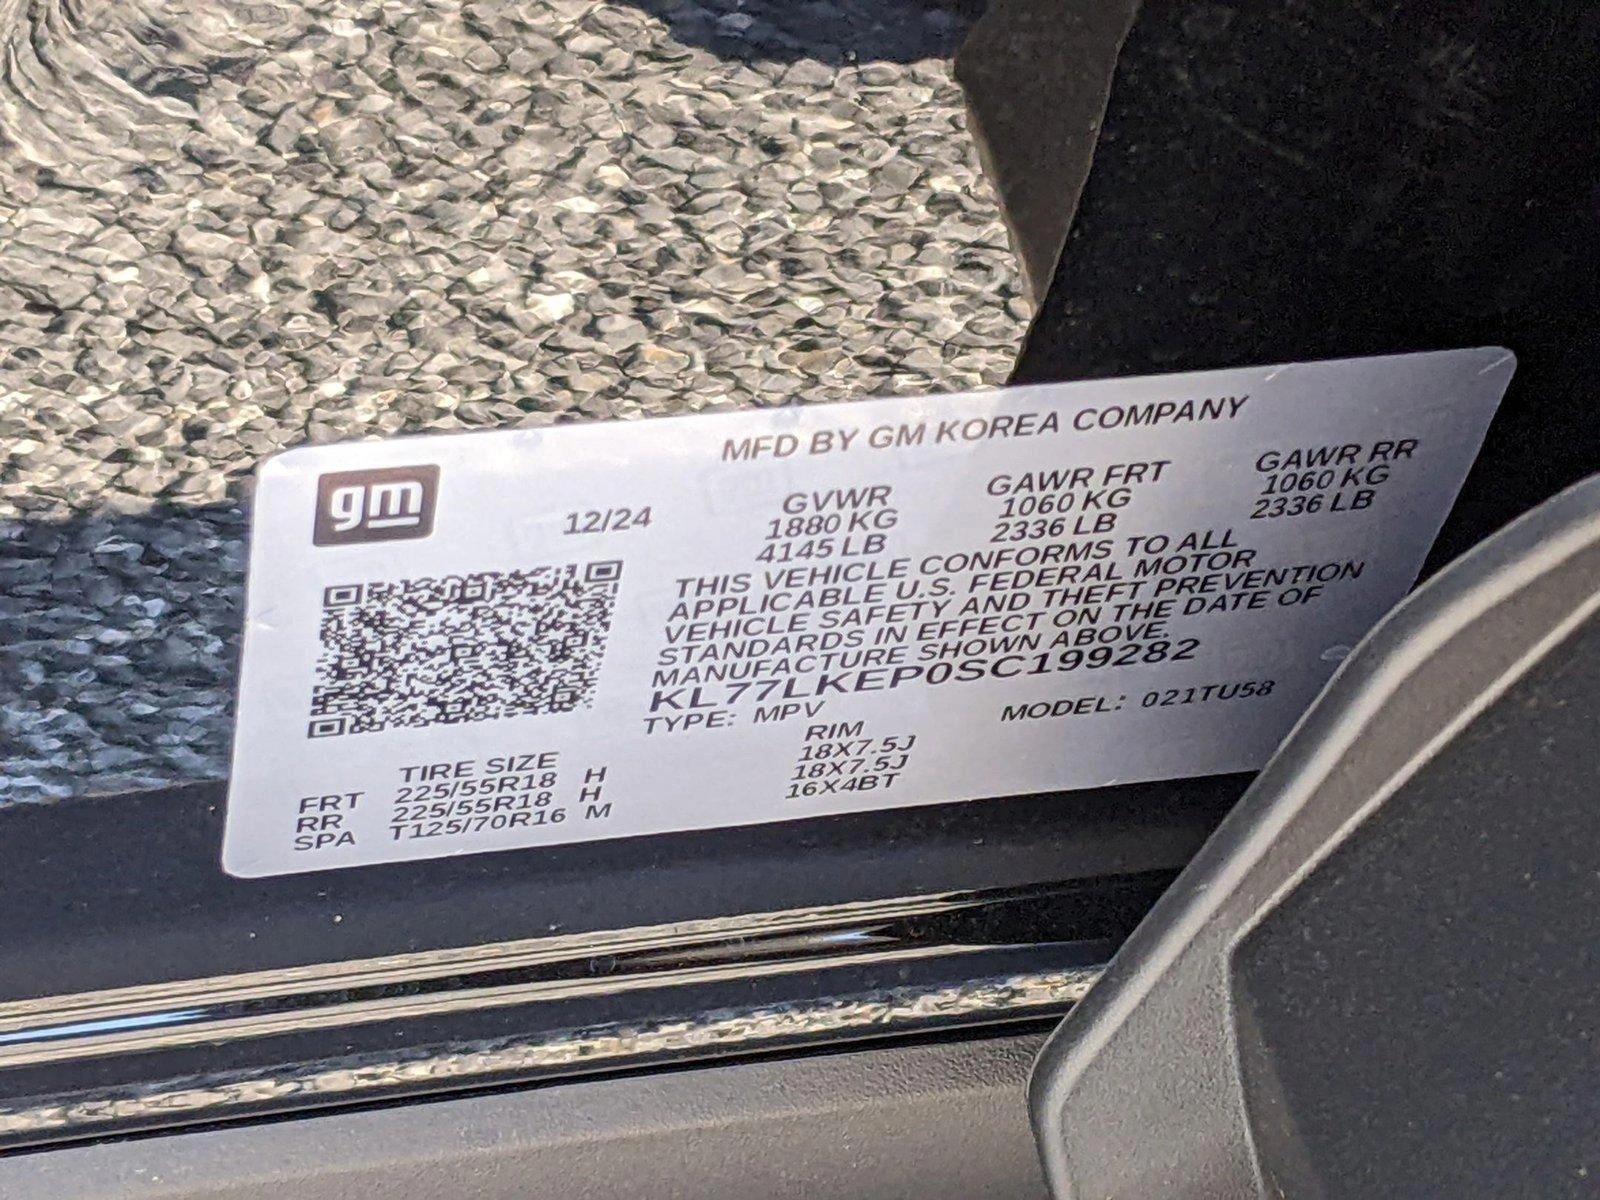 MFD BY GM KOREA COMPANY
gm
12/24
GVWR GAWR FRT GAWR RR
1880 KG 1060 KG 1060 KG
4145 LB 2336 LB 2336 LB
THIS VEHICLE CONFORMS TO ALL
APPLICABLE U.S. FEDERAL MOTOR
VEHICLE SAFETY AND THEFT PREVENTION
STANDARDS IN EFFECT ON THE DATE OF
MANUFACTURE SHOWN ABOVE.
KL77LKEP0SC199282
TYPE: MPV MODEL: 021TU58
TIRE SIZE RIM
FRT 225/55R18 H 18X7.5J
RR 225/55R18 H 18X7.5J
SPA T125/70R16 M 16X4BT